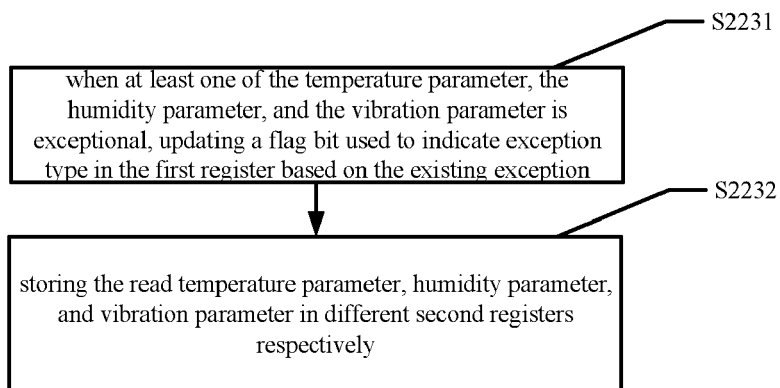 S2231
when at least one of the temperature parameter, the
humidity parameter, and the vibration parameter is
exceptional, updating a flag bit used to indicate exception
type in the first register based on the existing exception
S2232
storing the read temperature parameter, humidity parameter,
and vibration parameter in different second registers
respectively